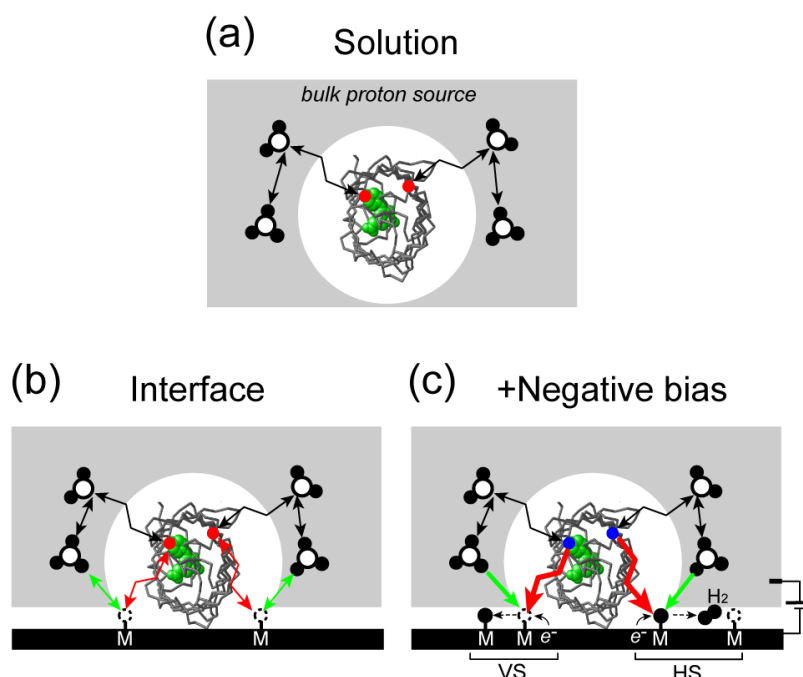 (a) Solution
bulk proton source
(b) Interface
M
M
(c) +Negative bias
H2
M
M
e-
e-
M
M
VS
HS